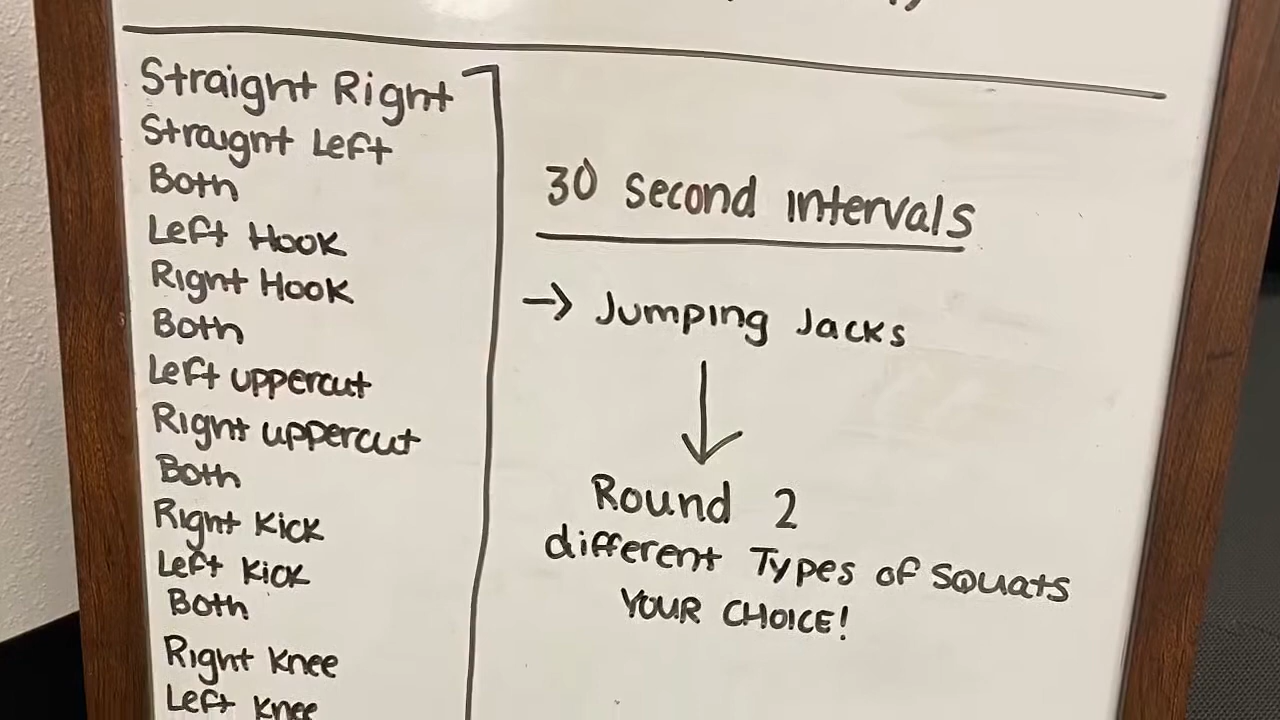 Straight Right
Straight Left
Both
Left Hook
Right Hook
Both
Left uppercut
Right uppercut
Both
Right Kick
Left Kick
Both
Right Knee
Left Knee
30 Second Intervals
→ Jumping Jacks
↓
Round 2
different Types of Squats
YOUR CHOICE!